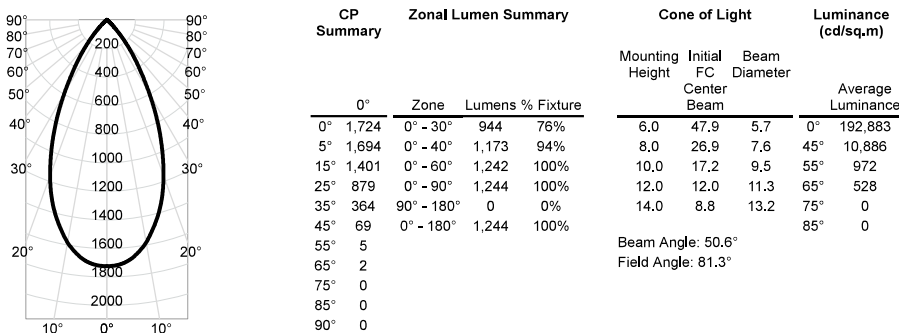 90° 90°
80° 80°
70° 200 70°
60° 400 60°
50° 600 50°
40° 800 40°
1000
30° 1200 30°
1400
20° 1600 20°
1800
2000
10° 0° 10°
CP Summary
0°
0° 1,724
5° 1,694
15° 1,401
25° 879
35° 364
45° 69
55° 5
65° 2
75° 0
85° 0
90° 0
Zonal Lumen Summary
Zone Lumens % Fixture
0° - 30° 944 76%
0° - 40° 1,173 94%
0° - 60° 1,242 100%
0° - 90° 1,244 100%
90° - 180° 0 0%
0° - 180° 1,244 100%
Cone of Light
Mounting Height Initial FC Center Beam Beam Diameter
6.0 47.9 5.7
8.0 26.9 7.6
10.0 17.2 9.5
12.0 12.0 11.3
14.0 8.8 13.2
Beam Angle: 50.6°
Field Angle: 81.3°
Luminance
(cd/sq.m)
Average
Luminance
0° 192,883
45° 10,886
55° 972
65° 528
75° 0
85° 0